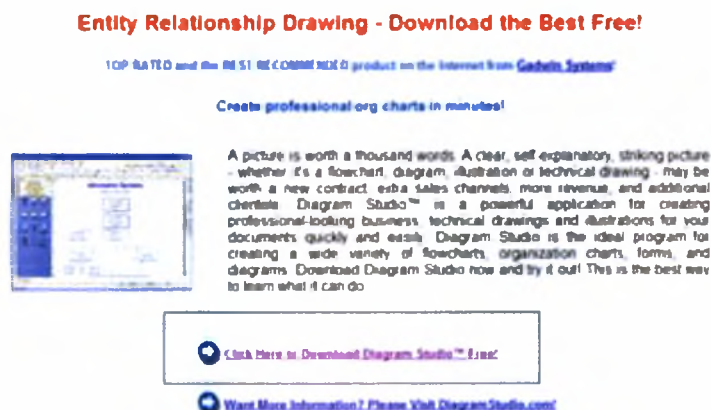 Entity Relationship Drawing - Download the Best Free!
TOP RATED and the BEST RECOMMENDED product on the Internet from Gadwin Systems!
Create professional org charts in minutes!
A picture is worth a thousand words. A clear, self explanatory, striking picture
- whether it's a flowchart, diagram, illustration or technical drawing - may be
worth a new contract, extra sales channels, more revenue, and additional
clientele. Diagram Studio™ is a powerful application for creating
professional-looking business, technical drawings and illustrations for your
documents quickly and easily. Diagram Studio is the ideal program for
creating a wide variety of flowcharts, organization charts, forms, and
diagrams. Download Diagram Studio now and try it out! This is the best way
to learn what it can do
Click Here to Download Diagram Studio™ Free!
Want More Information? Please Visit DiagramStudio.com!